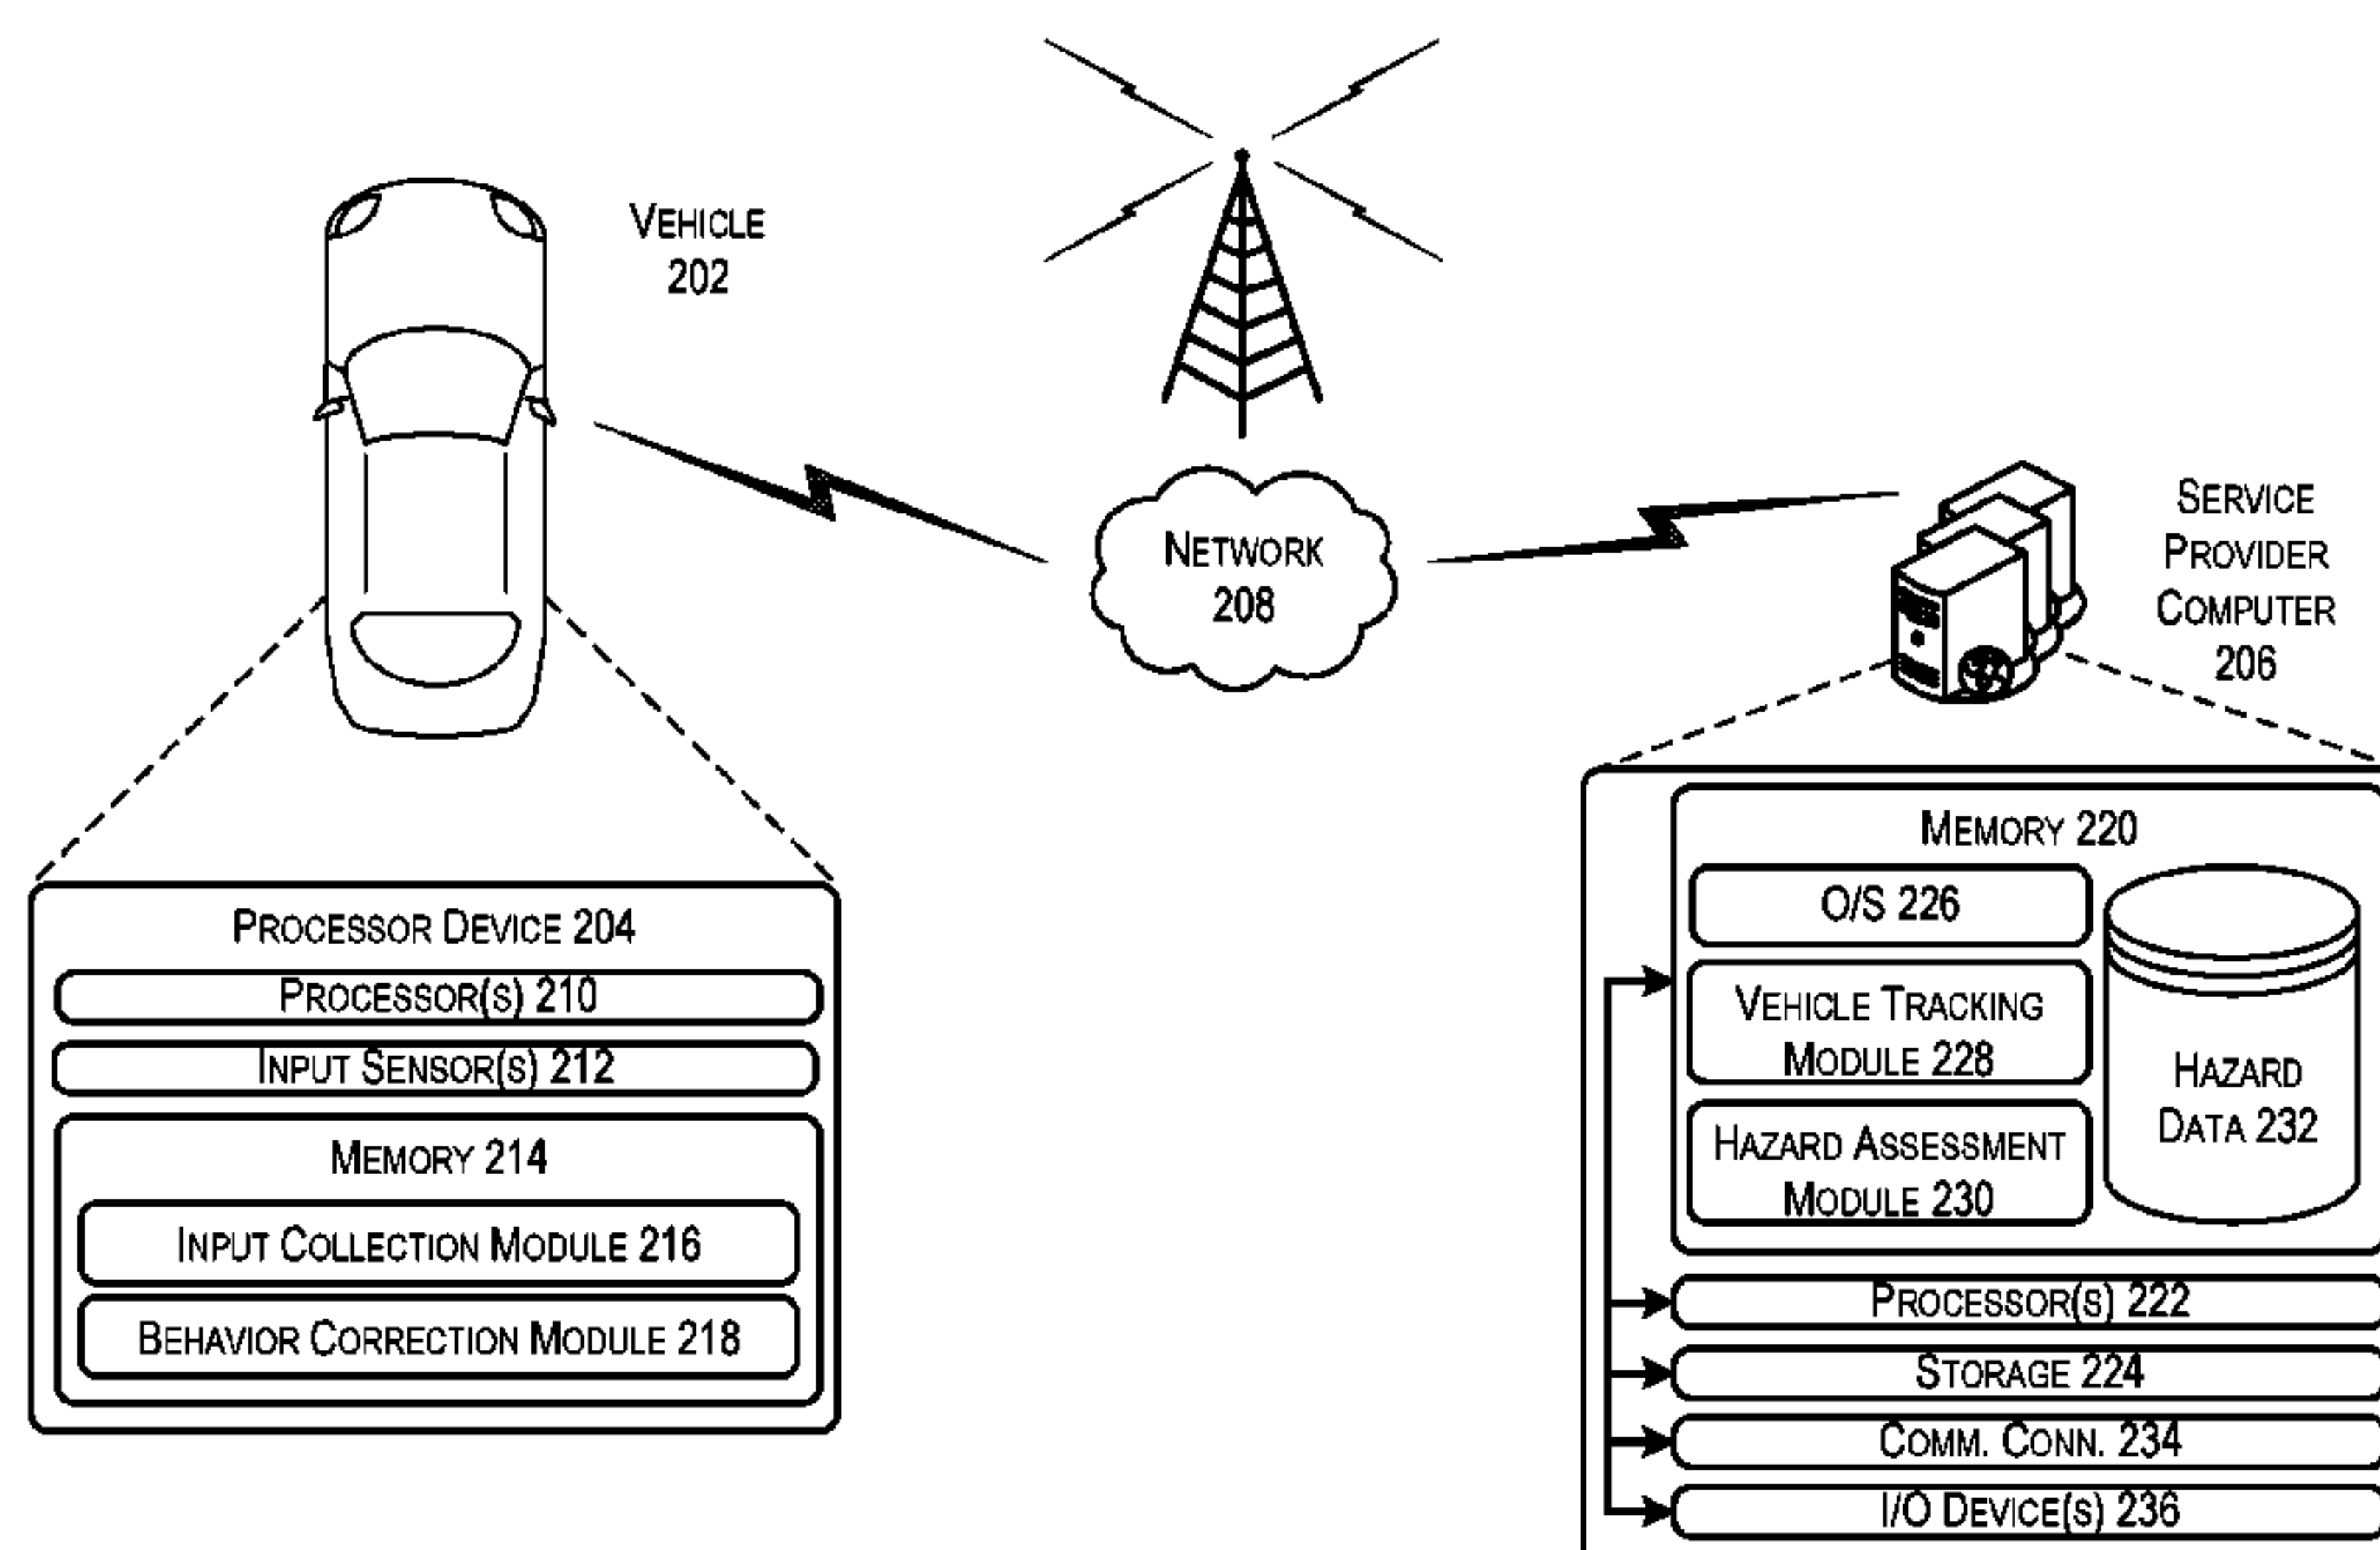 VEHICLE
202
NETWORK
208
SERVICE
PROVIDER
COMPUTER
206
PROCESSOR DEVICE 204
PROCESSOR(S) 210
INPUT SENSOR(S) 212
MEMORY 214
INPUT COLLECTION MODULE 216
BEHAVIOR CORRECTION MODULE 218
MEMORY 220
O/S 226
VEHICLE TRACKING
MODULE 228
HAZARD ASSESSMENT
MODULE 230
HAZARD
DATA 232
PROCESSOR(S) 222
STORAGE 224
COMM. CONN. 234
I/O DEVICE(S) 236